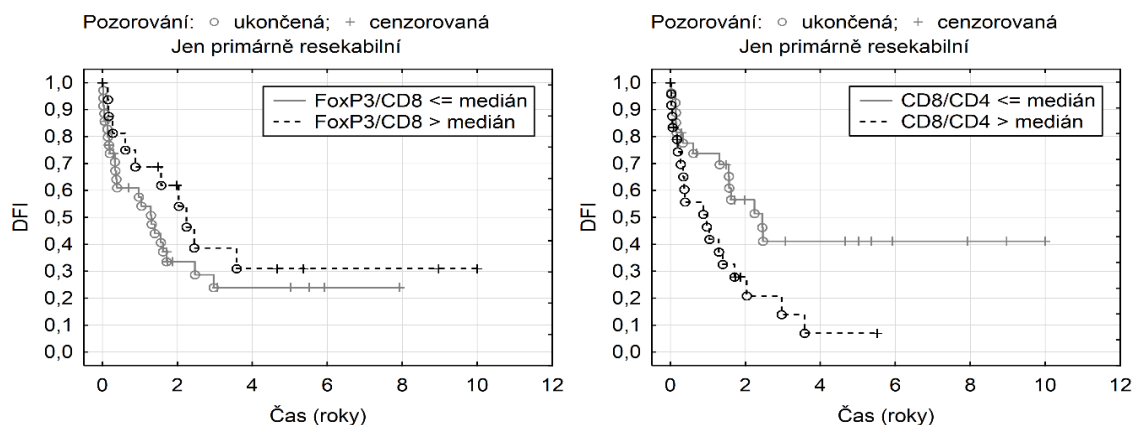 Pozorování: ○ ukončená; + cenzorovaná
Jen primárně resekabilní
1,0
0,9
0,8
0,7
0,6
0,5
0,4
0,3
0,2
0,1
0,0
DFI
FoxP3/CD8 <= medián
FoxP3/CD8 > medián
0 2 4 6 8 10 12
Čas (roky)
Pozorování: ○ ukončená; + cenzorovaná
Jen primárně resekabilní
1,0
0,9
0,8
0,7
0,6
0,5
0,4
0,3
0,2
0,1
0,0
DFI
CD8/CD4 <= medián
CD8/CD4 > medián
0 2 4 6 8 10 12
Čas (roky)